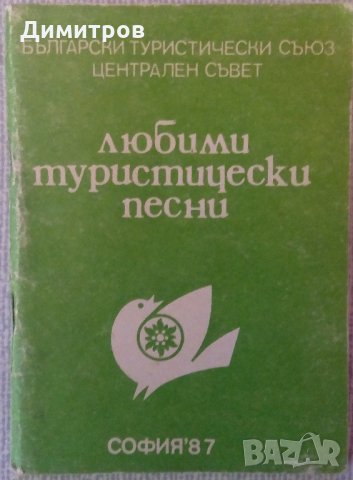 Димитров
БЪЛГАРСКИ ТУРИСТИЧЕСКИ СЪЮЗ
ЦЕНТРАЛЕН СЪВЕТ
любими
туристически
песни
СОФИЯ'87
BAZAR